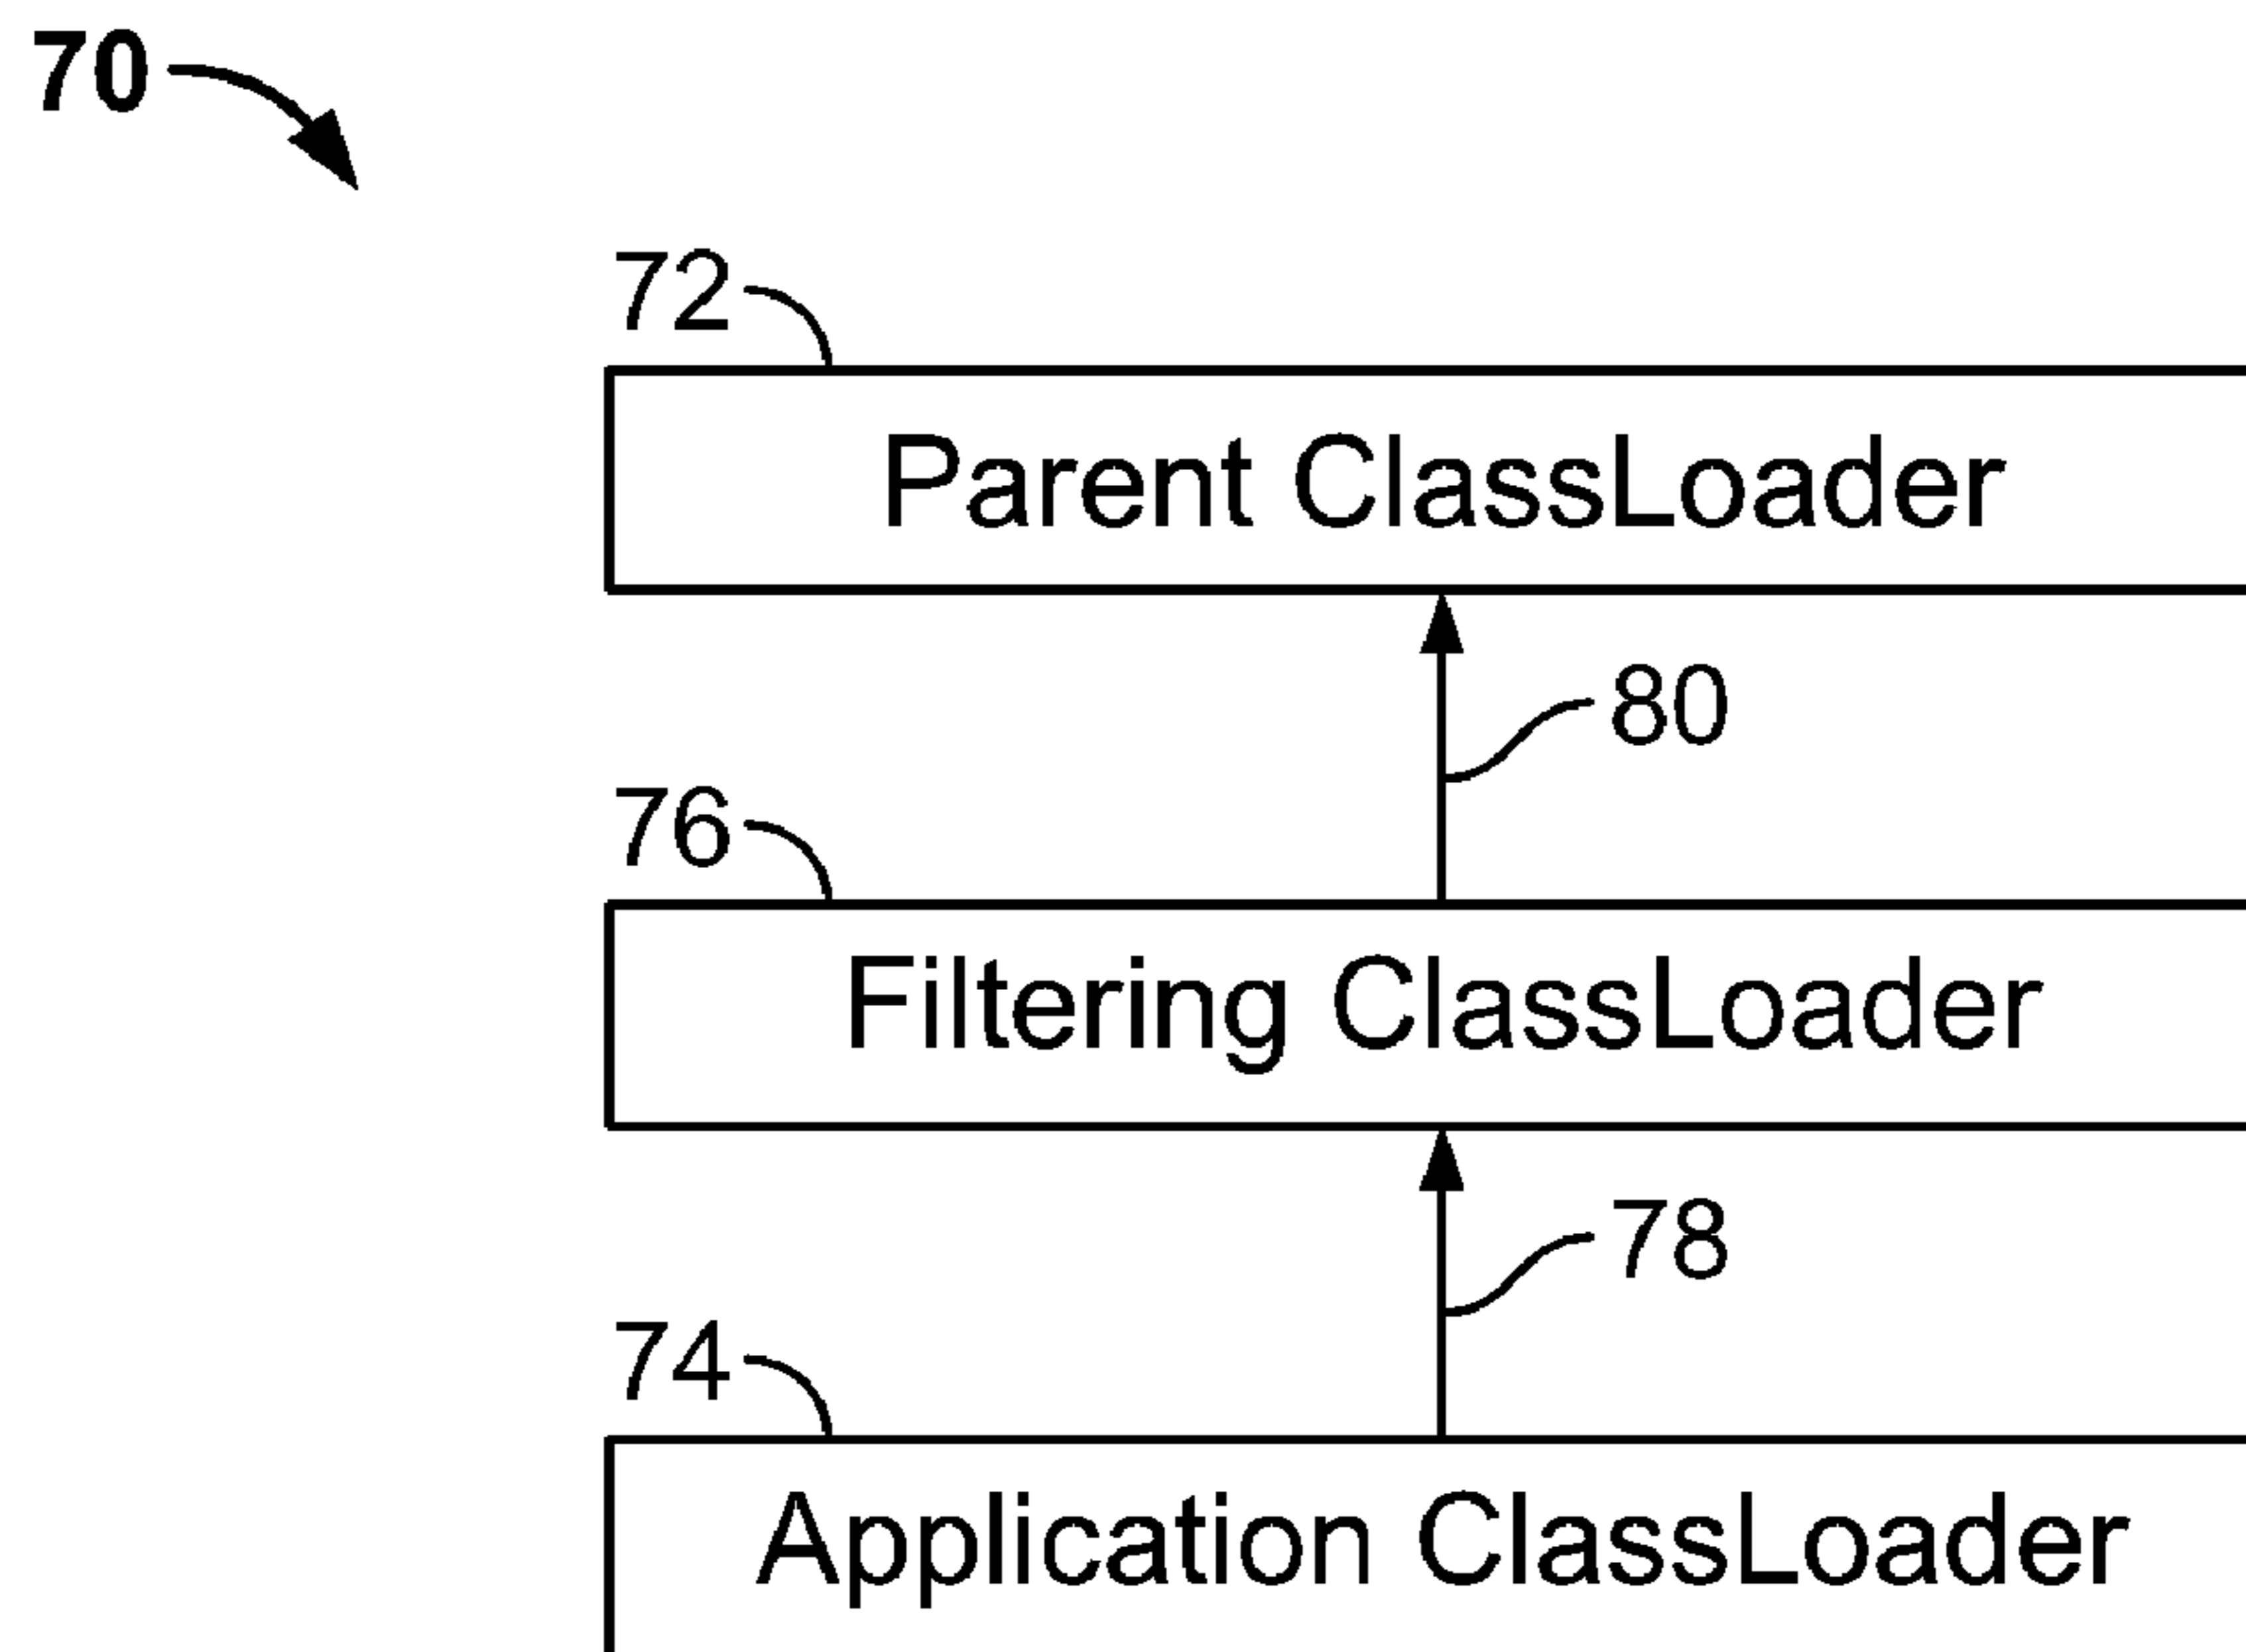 70
72
Parent ClassLoader
80
76
Filtering ClassLoader
78
74
Application ClassLoader